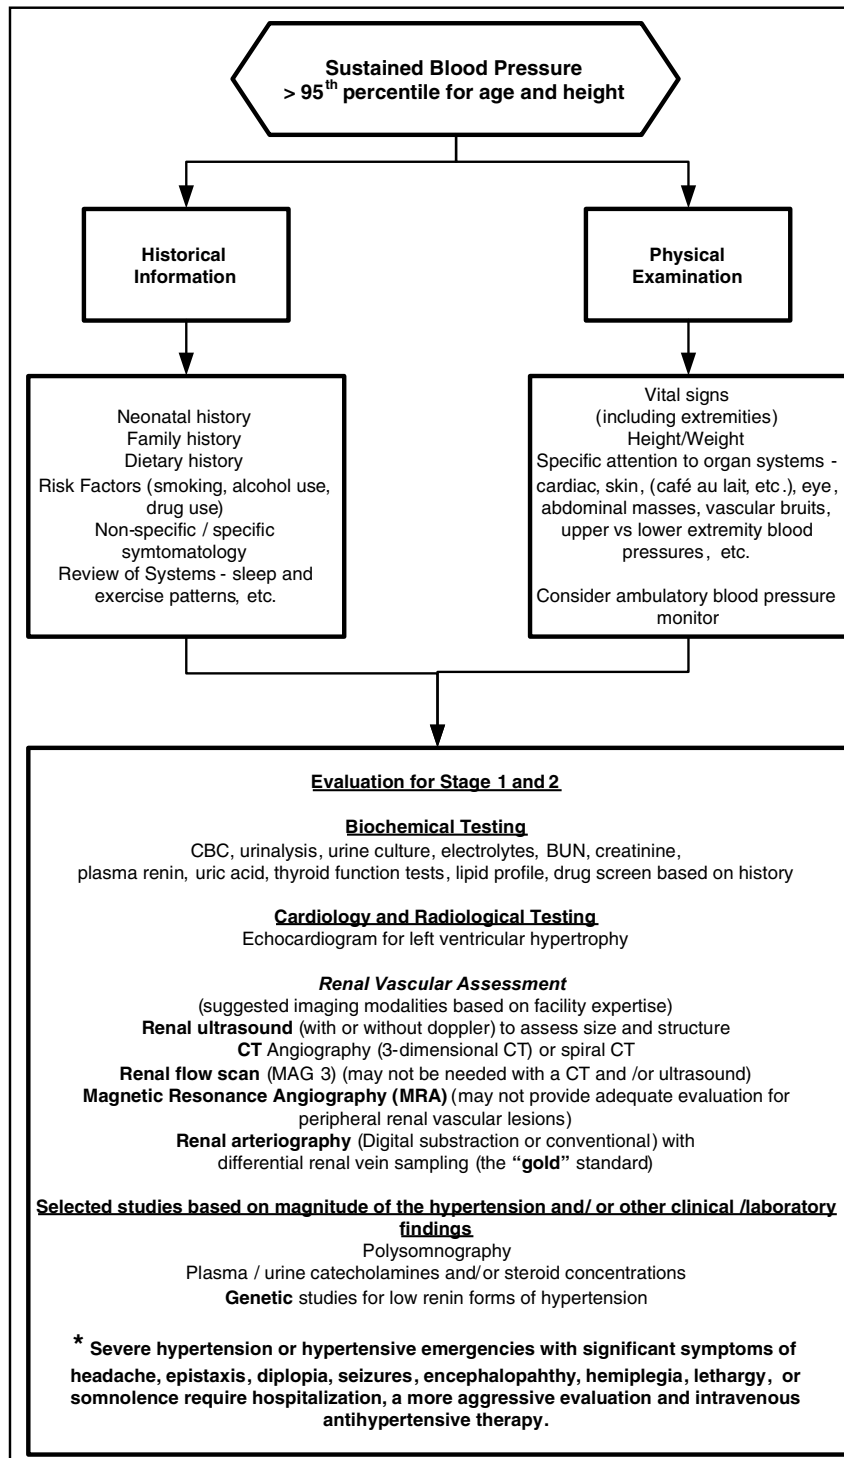 Sustained Blood Pressure
> 95th percentile for age and height
Historical
Information
Physical
Examination
Neonatal history
Family history
Dietary history
Risk Factors (smoking, alcohol use,
drug use)
Non-specific / specific
symtomatology
Review of Systems - sleep and
exercise patterns, etc.
Vital signs
(including extremities)
Height/Weight
Specific attention to organ systems -
cardiac, skin, (café au lait, etc.), eye,
abdominal masses, vascular bruits,
upper vs lower extremity blood
pressures, etc.
Consider ambulatory blood pressure
monitor
Evaluation for Stage 1 and 2
Biochemical Testing
CBC, urinalysis, urine culture, electrolytes, BUN, creatinine,
plasma renin, uric acid, thyroid function tests, lipid profile, drug screen based on history
Cardiology and Radiological Testing
Echocardiogram for left ventricular hypertrophy
Renal Vascular Assessment
(suggested imaging modalities based on facility expertise)
Renal ultrasound (with or without doppler) to assess size and structure
CT Angiography (3-dimensional CT) or spiral CT
Renal flow scan (MAG 3) (may not be needed with a CT and /or ultrasound)
Magnetic Resonance Angiography (MRA) (may not provide adequate evaluation for
peripheral renal vascular lesions)
Renal arteriography (Digital substraction or conventional) with
differential renal vein sampling (the “gold” standard)
Selected studies based on magnitude of the hypertension and/ or other clinical /laboratory
findings
Polysomnography
Plasma / urine catecholamines and/or steroid concentrations
Genetic studies for low renin forms of hypertension
* Severe hypertension or hypertensive emergencies with significant symptoms of
headache, epistaxis, diplopia, seizures, encephalopahthy, hemiplegia, lethargy, or
somnolence require hospitalization, a more aggressive evaluation and intravenous
antihypertensive therapy.